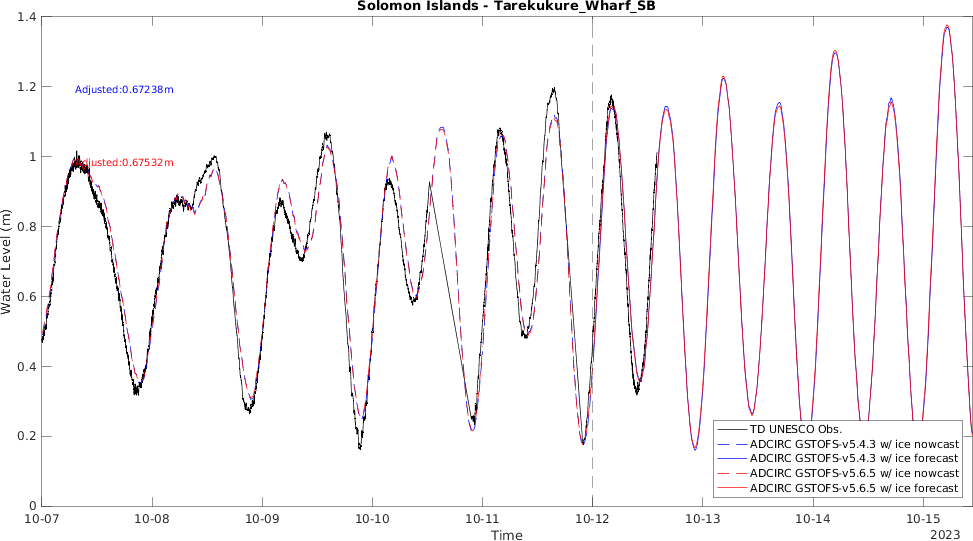 Solomon Islands - Tarekukure_Wharf_SB
1.4
1.2
1
0.8
0.6
0.4
0.2
0
Water Level (m)
Adjusted:0.67238m
Adjusted:0.67532m
TD UNESCO Obs.
ADCIRC GSTOFS-v5.4.3 w/ ice nowcast
ADCIRC GSTOFS-v5.4.3 w/ ice forecast
ADCIRC GSTOFS-v5.6.5 w/ ice nowcast
ADCIRC GSTOFS-v5.6.5 w/ ice forecast
10-07 10-08 10-09 10-10 10-11 10-12 10-13 10-14 10-15
Time
2023